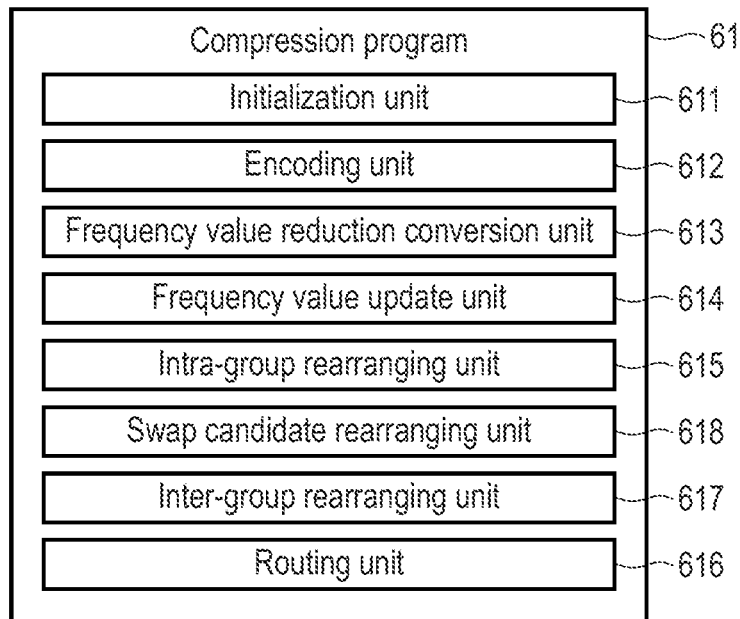 Compression program 61
Initialization unit 611
Encoding unit 612
Frequency value reduction conversion unit 613
Frequency value update unit 614
Intra-group rearranging unit 615
Swap candidate rearranging unit 618
Inter-group rearranging unit 617
Routing unit 616